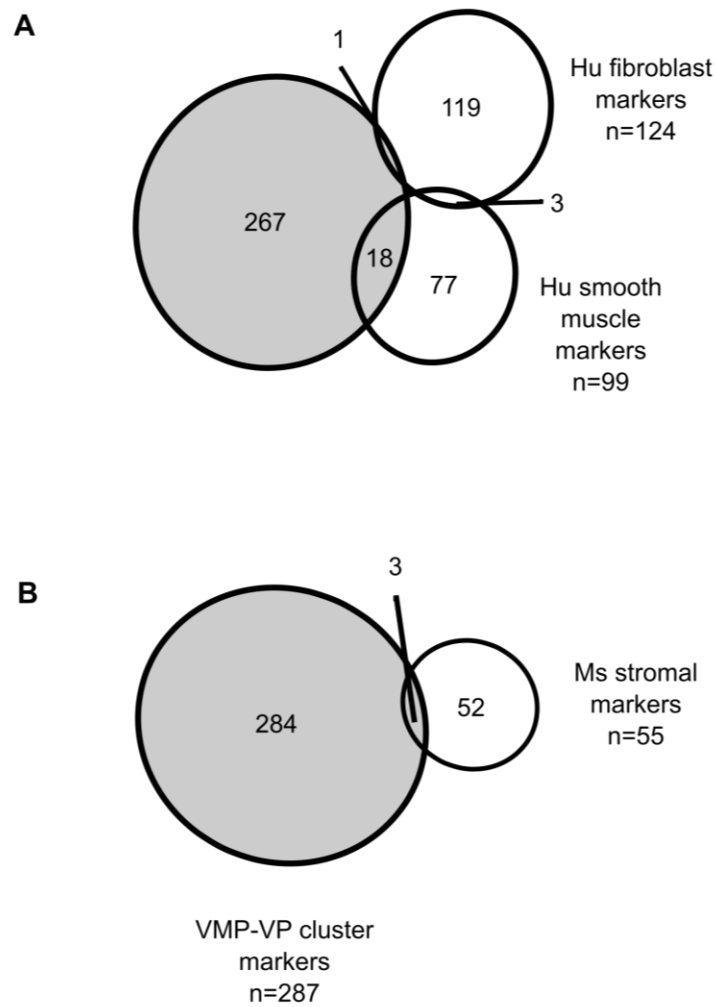 A
1
119
Hu fibroblast
markers
n=124
267
3
18
77
Hu smooth
muscle
markers
n=99
B
3
284
52
Ms stromal
markers
n=55
VMP-VP cluster
markers
n=287